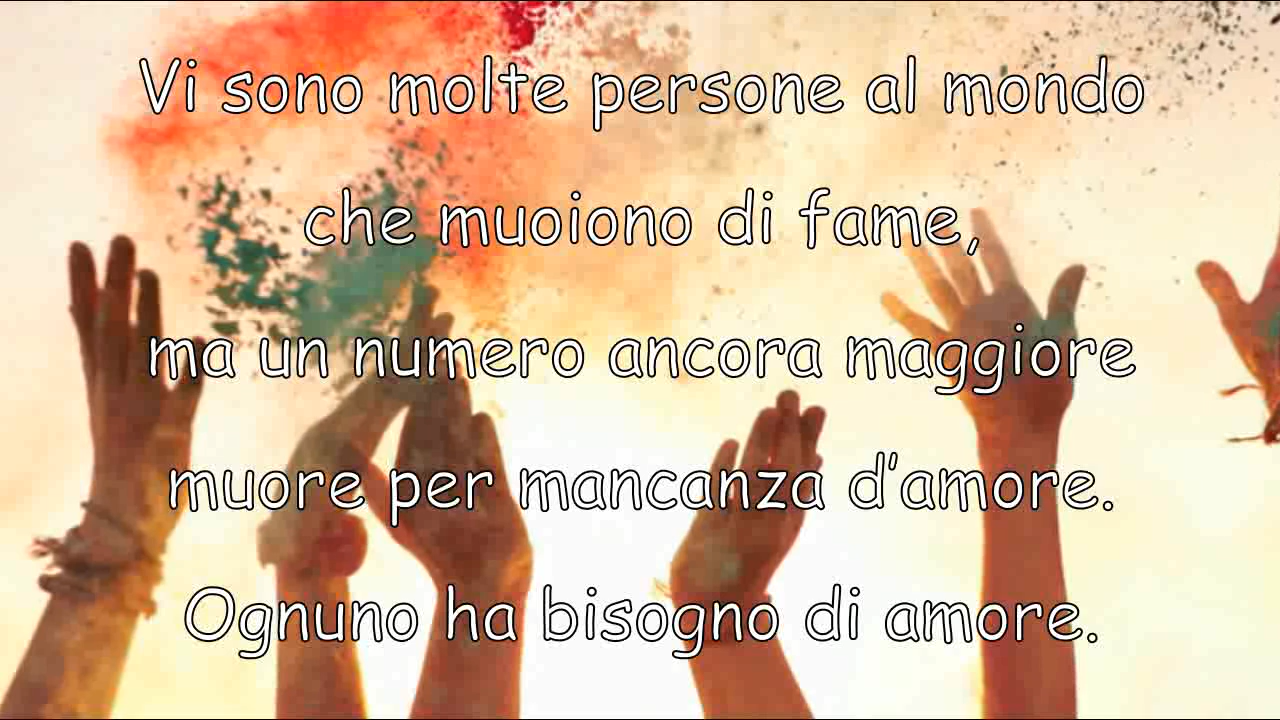 Vi sono molte persone al mondo
che muoiono di fame,
ma un numero ancora maggiore
muore per mancanza d’amore.
Ognuno ha bisogno di amore.